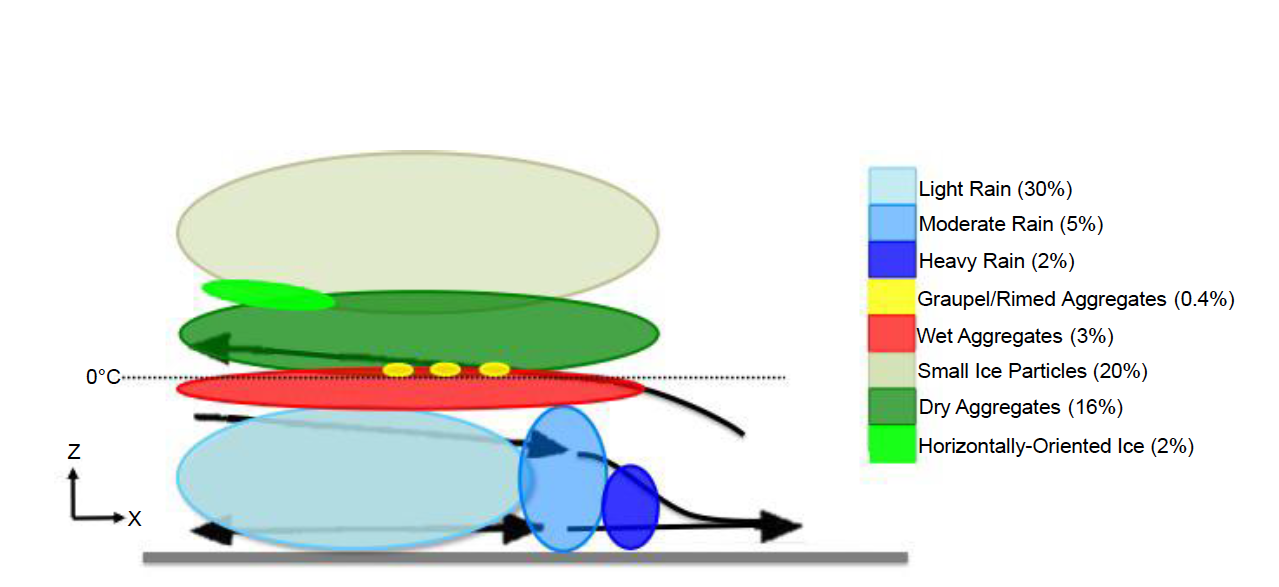 Light Rain (30%)
Moderate Rain (5%)
Heavy Rain (2%)
Graupel/Rimed Aggregates (0.4%)
Wet Aggregates (3%)
Small Ice Particles (20%)
Dry Aggregates (16%)
Horizontally-Oriented Ice (2%)
0°C
Z
X